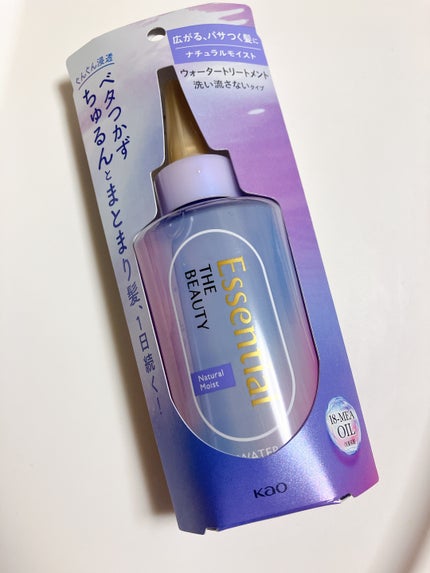 広がる、パサつく髪に
ナチュラルモイスト
ウォータートリートメント
洗い流さないタイプ
ぐんぐん浸透
ベタつかず
ちゅるんとまとまり髪、1日続く!
Essential
THE
BEAUTY
Natural
Moist
WATER
18-MEA
OIL
Kao